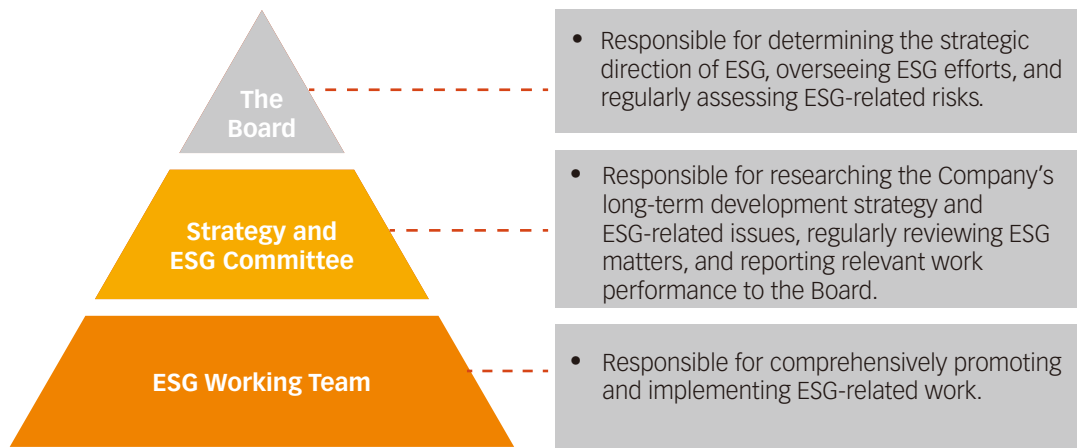 The
Board
• Responsible for determining the strategic
direction of ESG, overseeing ESG efforts, and
regularly assessing ESG-related risks.
Strategy and
ESG Committee
• Responsible for researching the Company's
long-term development strategy and
ESG-related issues, regularly reviewing ESG
matters, and reporting relevant work
performance to the Board.
ESG Working Team
• Responsible for comprehensively promoting
and implementing ESG-related work.